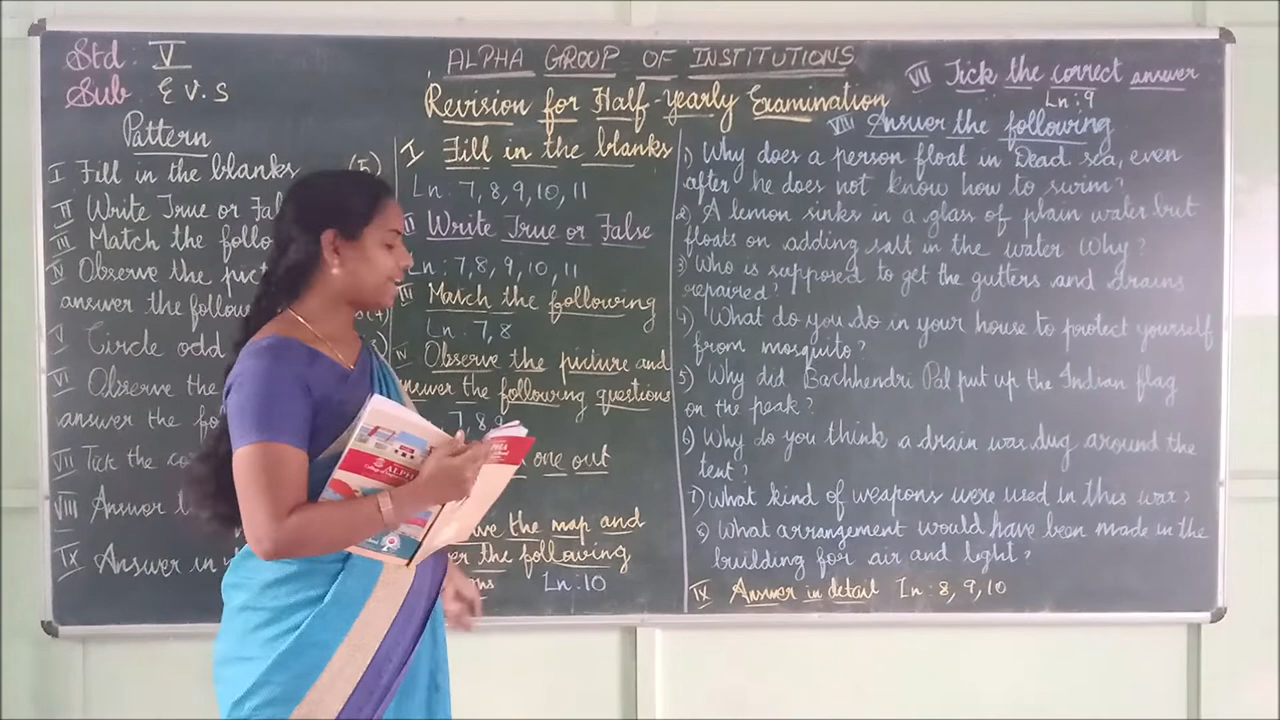 Std: V
Sub E V.S
ALPHA GROUP OF INSTITUTIONS
Revision for Half-yearly Examination
Pattern
I Fill in the blanks (5)
II Write True or
III Match the
IV Observe the
answer the
V Circle odd
VI Observe the
answer the
VII Tick the
VIII Answer
IX Answer in
I Fill in the blanks
Ln: 7, 8, 9, 10, 11
Write True or False
Ln: 7, 8, 9, 10, 11
III Match the following
Ln: 7, 8
IV Observe the picture and
answer the following questions
7, 8, 9
one out
the map and
the following
Ln: 10
VII Tick the correct answer
Ln: 9
VIII Answer the following
1) Why does a person float in Dead sea, even
after he does not know how to swim?
2) A lemon sinks in a glass of plain water but
floats on adding salt in the water Why?
3) Who is supposed to get the gutters and drains
repaired?
4) What do you do in your house to protect yourself
from mosquito?
5) Why did Bachhendri Pal put up the Indian flag
on the peak?
6) Why do you think a drain was dug around the
tent?
7) What kind of weapons were used in this war?
8) What arrangement would have been made in the
building for air and light?
IX Answer in detail Ln: 8, 9, 10
ALPHA